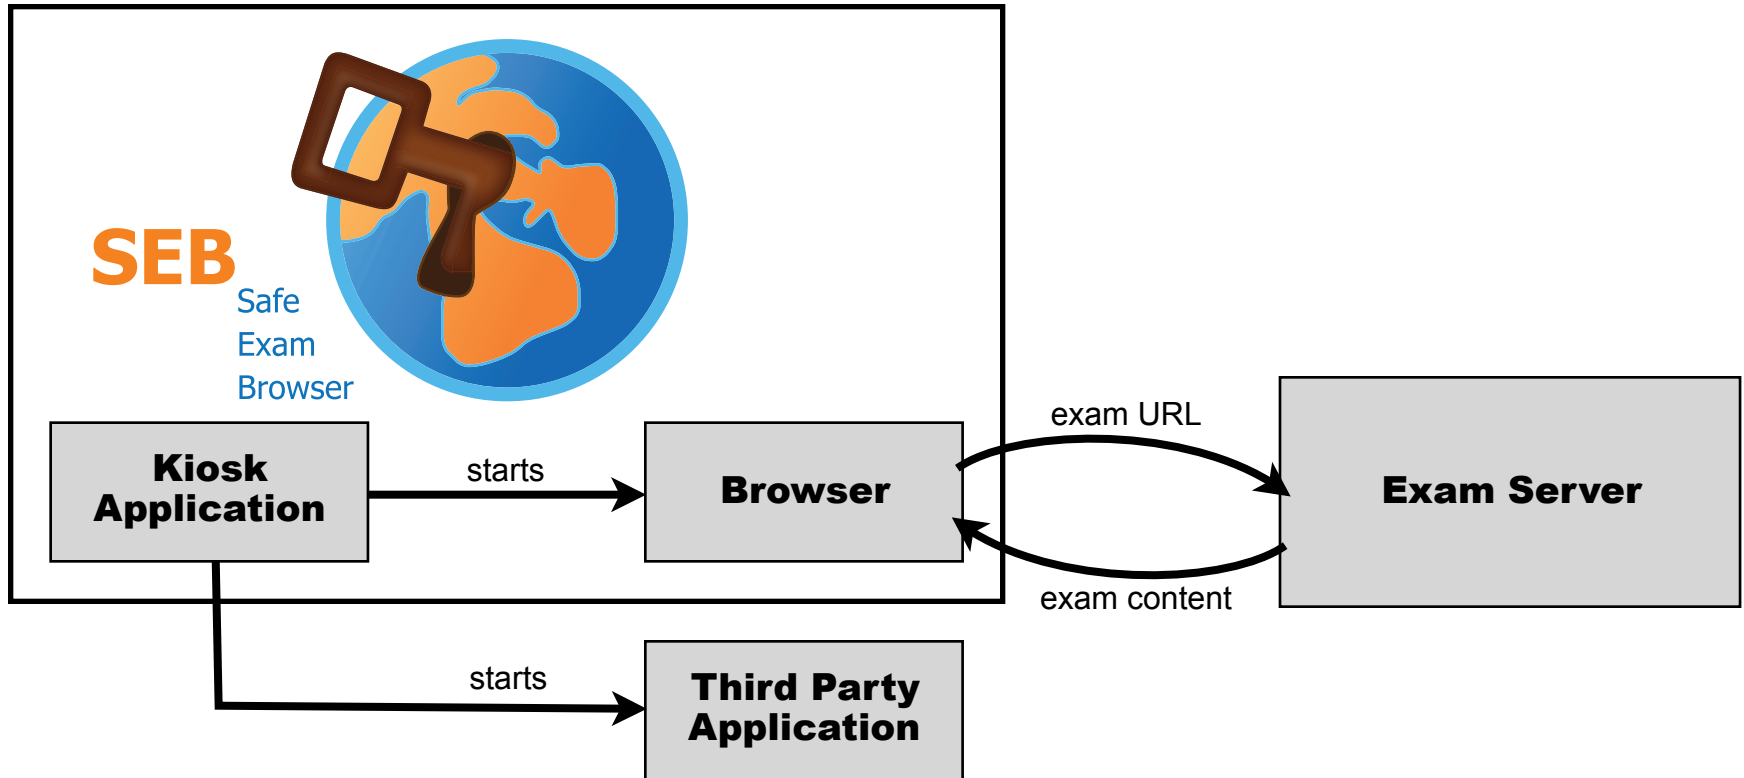 SEB
Safe
Exam
Browser
Kiosk
Application
starts
Browser
exam URL
exam content
Exam Server
starts
Third Party
Application